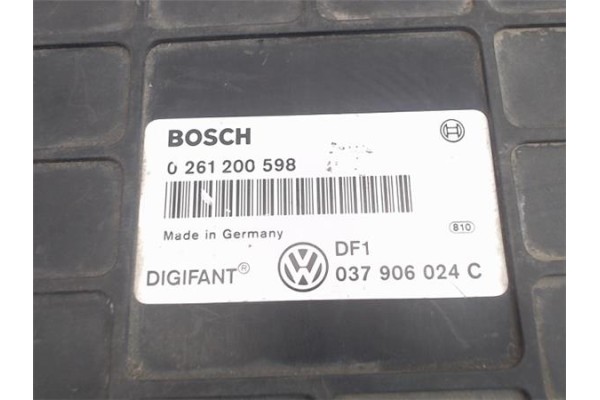 BOSCH
0 261 200 598
Made in Germany
810
DIGIFANT®
DF1
037 906 024 C